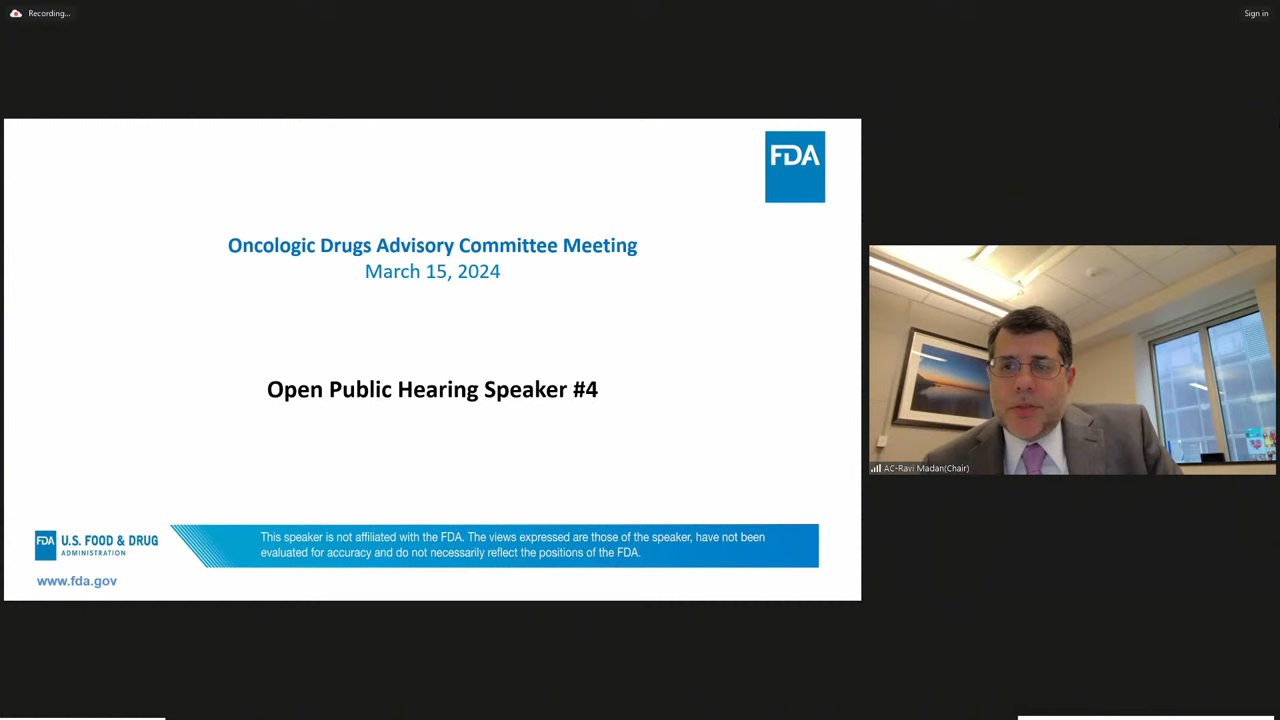 Recording...
Sign in
FDA
Oncologic Drugs Advisory Committee Meeting
March 15, 2024
Open Public Hearing Speaker #4
FDA
U.S. FOOD & DRUG
ADMINISTRATION
This speaker is not affiliated with the FDA. The views expressed are those of the speaker, have not been
evaluated for accuracy and do not necessarily reflect the positions of the FDA.
www.fda.gov
AC-Ravi Madan(Chair)